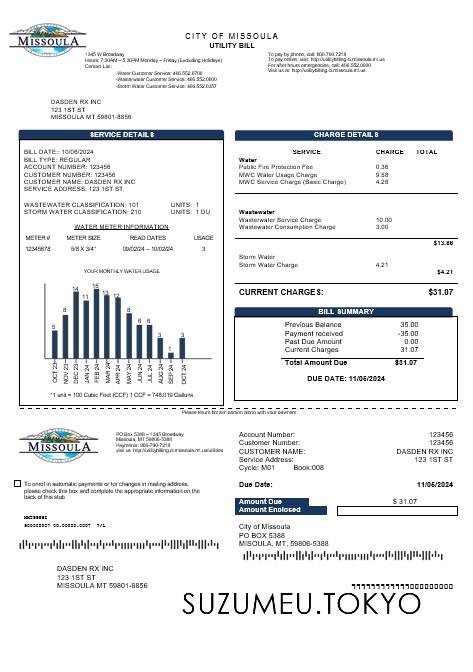 MISSOULA
CITY OF MISSOULA
UTILITY BILL
1345 W Broadway
Hours: 7:30AM – 5:30PM Monday – Friday (Excluding Holidays)
Contact List:
-Water Customer Service: 406.552.6700
-Wastewater Customer Service: 406.552.0000
-Storm Water Customer Service: 406.552.6357
To pay by phone, call: 866.790.7218
To pay online, visit: http://utilitybilling.ci.missoula.mt.us
For after hours emergencies, call: 406.552.0000
Visit us at: http://utilitybilling.ci.missoula.mt.us
DASDEN RX INC
123 1ST ST
MISSOULA MT 59801-8856
SERVICE DETAILS
BILL DATE:: 10/06/2024
BILL TYPE: REGULAR
ACCOUNT NUMBER: 123456
CUSTOMER NUMBER: 123456
CUSTOMER NAME: DASDEN RX INC
SERVICE ADDRESS: 123 1ST ST
WASTEWATER CLASSIFICATION: 101 UNITS: 1
STORM WATER CLASSIFICATION: 210 UNITS: 1 DU
WATER METER INFORMATION
METER# METER SIZE READ DATES USAGE
12345678 5/8 X 3/4" 09/02/24 – 10/02/24 3
YOUR MONTHLY WATER USAGE
6 8 14 11 15 13 12 8 6 6 3 1 3
OCT 23 NOV 23 DEC 23 JAN 24 FEB 24 MAR 24 APR 24 MAY 24 JUN 24 JUL 24 AUG 24 SEP 24 OCT 24
*1 unit = 100 Cubic Feet (CCF) 1 CCF = 748.019 Gallons
CHARGE DETAILS
SERVICE CHARGE TOTAL
Water
Public Fire Protection Fee 0.36
MWC Water Usage Charge 9.58
MWC Service Charge (Basic Charge) 4.28
Wastewater
Wastewater Service Charge 10.00
Wastewater Consumption Charge 3.00
$13.86
Storm Water
Storm Water Charge 4.21
$4.21
CURRENT CHARGES: $31.07
BILL SUMMARY
Previous Balance 35.00
Payment received -35.00
Past Due Amount 0.00
Current Charges 31.07
Total Amount Due $31.07
DUE DATE: 11/05/2024
Please return bottom portion along with your payment
MISSOULA
PO BOX 5388 – 1345 W Broadway
Missoula, MT, 59806
Payments: 866-790-7218
visit us: http://utilitybilling.ci.missoula.mt.us/utilities
To enroll in automatic payments or for changes in mailing address,
please check this box and complete the appropriate information on the
back of this stub
Account Number: 123456
Customer Number: 123456
CUSTOMER NAME: DASDEN RX INC
Service Address: 123 1ST ST
Cycle: M01 Book:008
Due Date: 11/05/2024
Amount Due $ 31.07
Amount Enclosed
City of Missoula
PO BOX 5388
MISOULA, MT, 59806-5388
DASDEN RX INC
123 1ST ST
MISSOULA MT 59801-8856
SUZUMEU.TOKYO